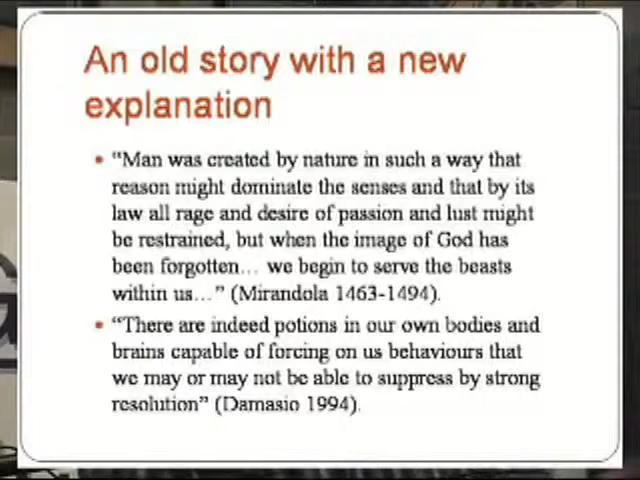 An old story with a new
explanation
• “Man was created by nature in such a way that
reason might dominate the senses and that by its
law all rage and desire of passion and lust might
be restrained, but when the image of God has
been forgotten… we begin to serve the beasts
within us…” (Mirandola 1463-1494).
• “There are indeed potions in our own bodies and
brains capable of forcing on us behaviours that
we may or may not be able to suppress by strong
resolution” (Damasio 1994).